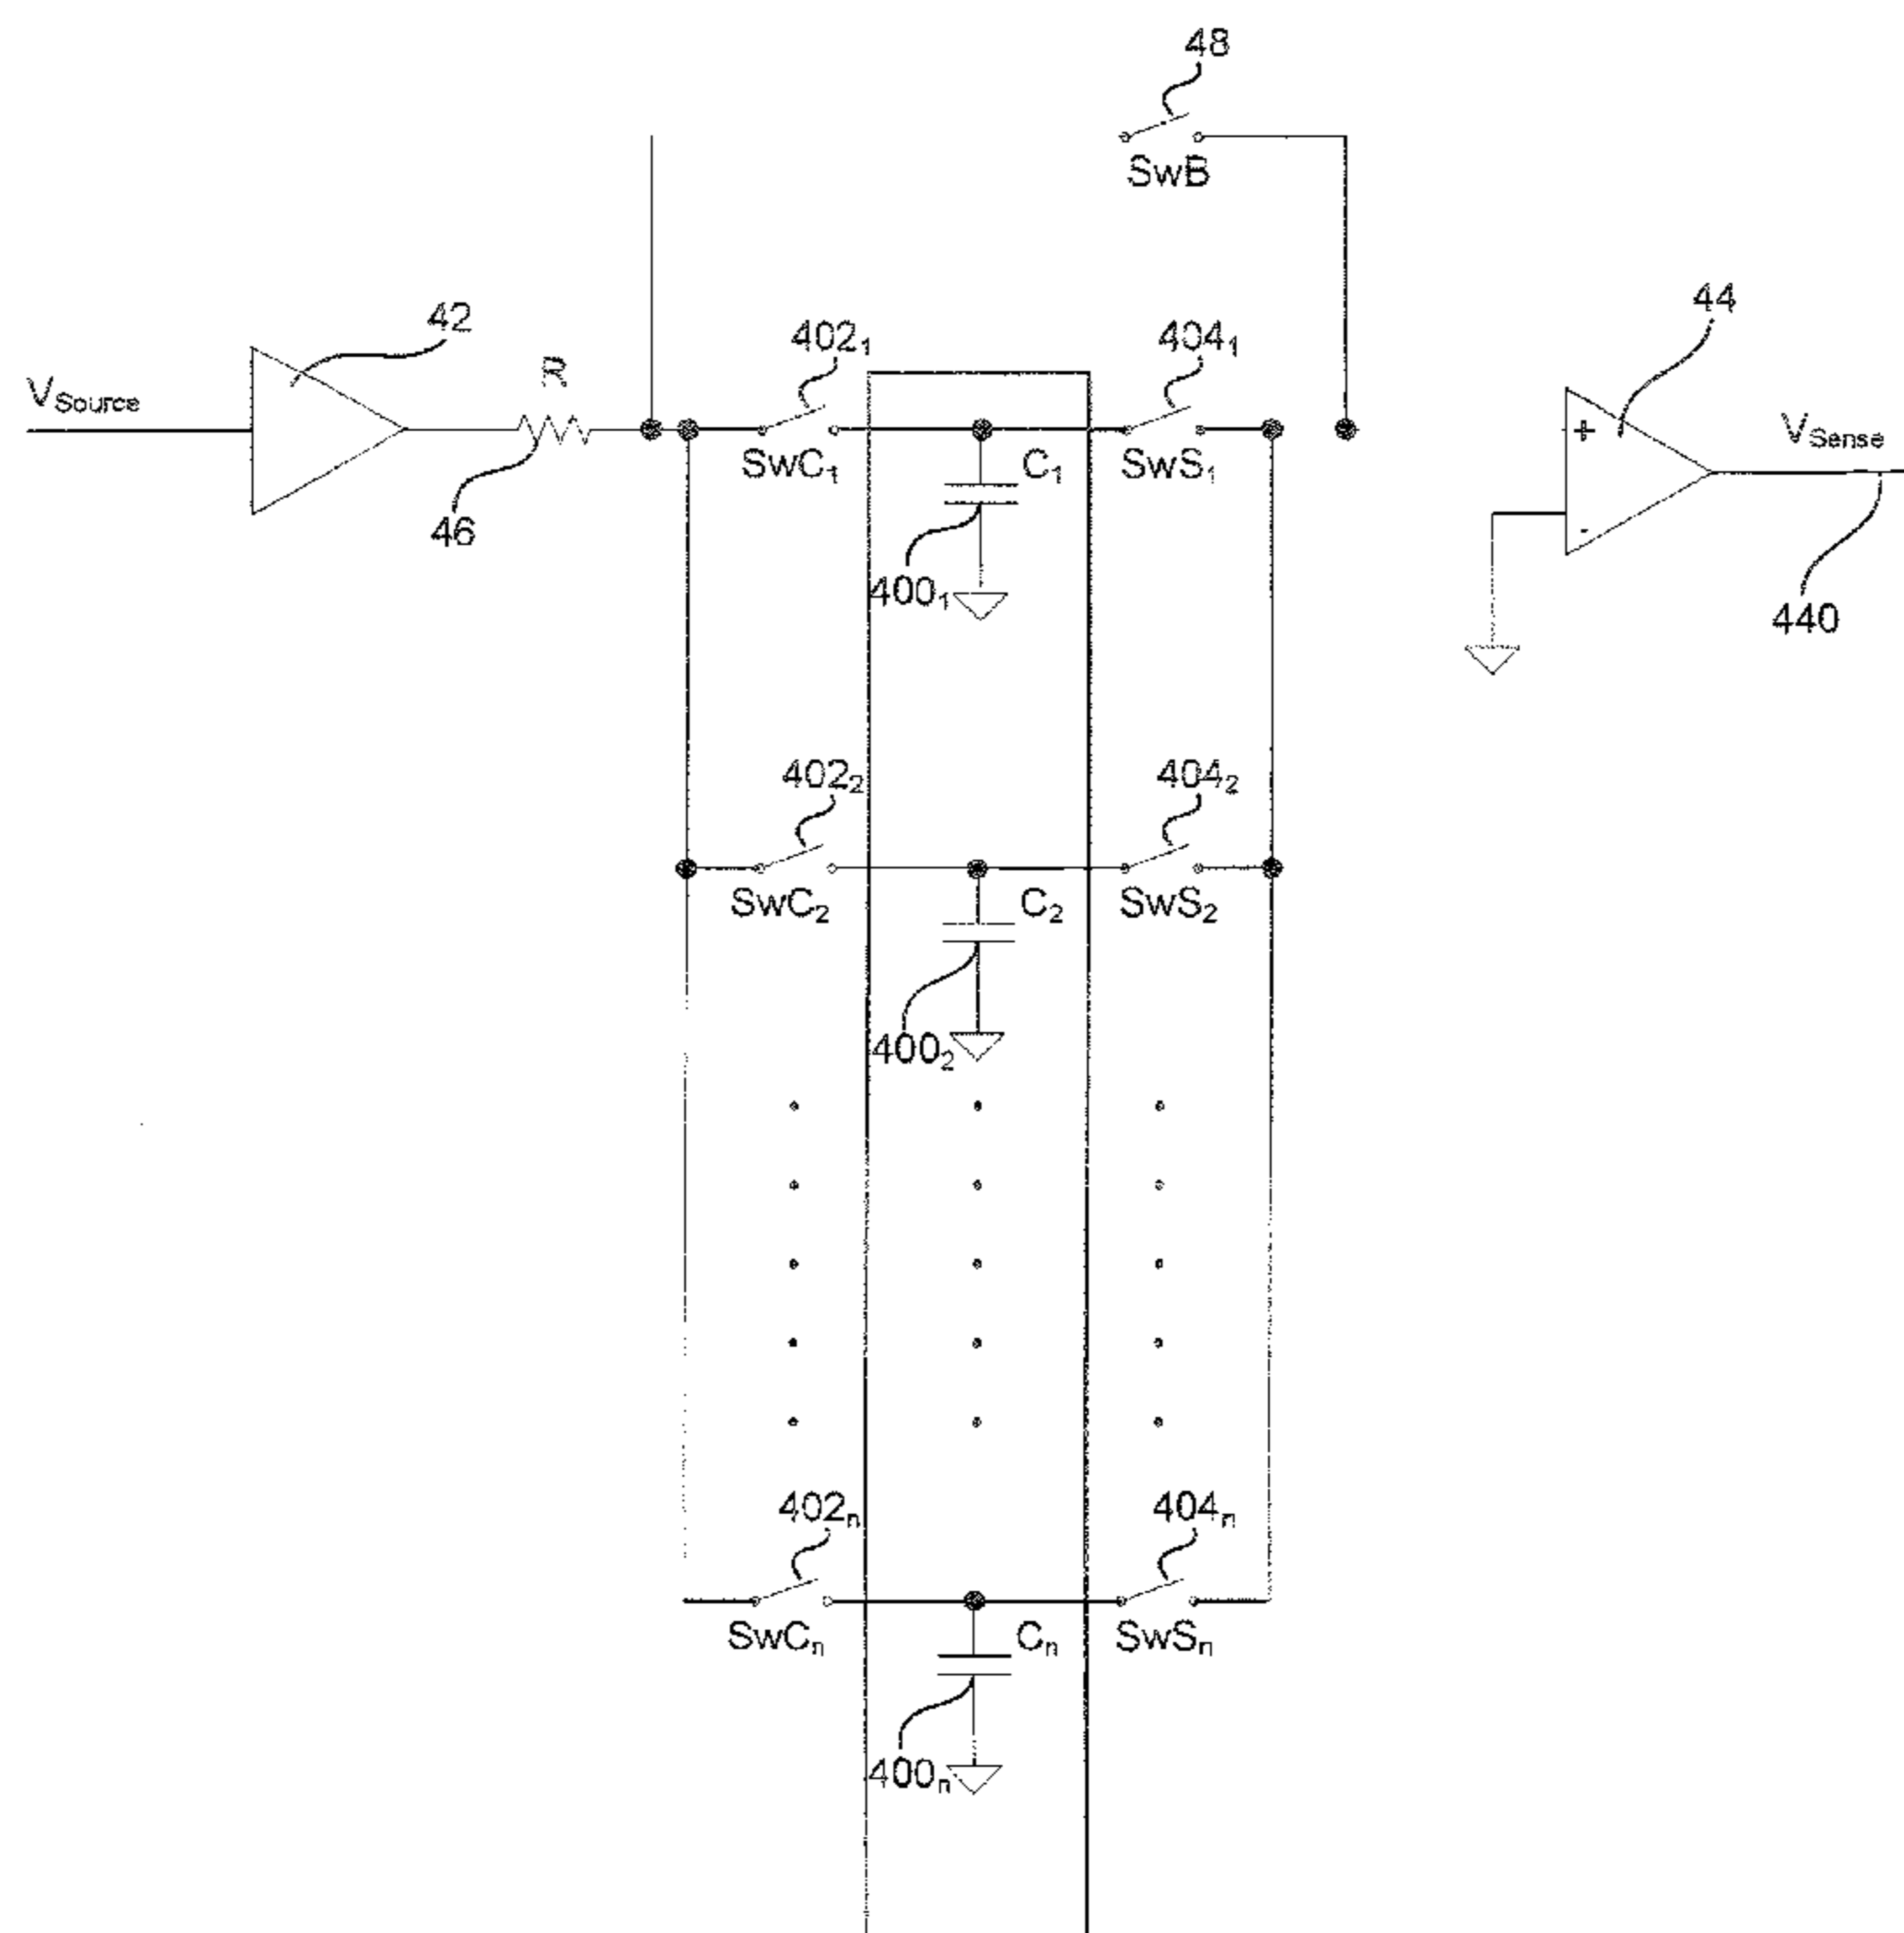 48
SwB
42
402₁
404₁
44
V_Source
R
V_Sense
+
SwC₁
C₁
SwS₁
46
-
400₁
440
402₂
404₂
SwC₂
C₂
SwS₂
400₂
402ₙ
404ₙ
SwCₙ
Cₙ
SwSₙ
400ₙ